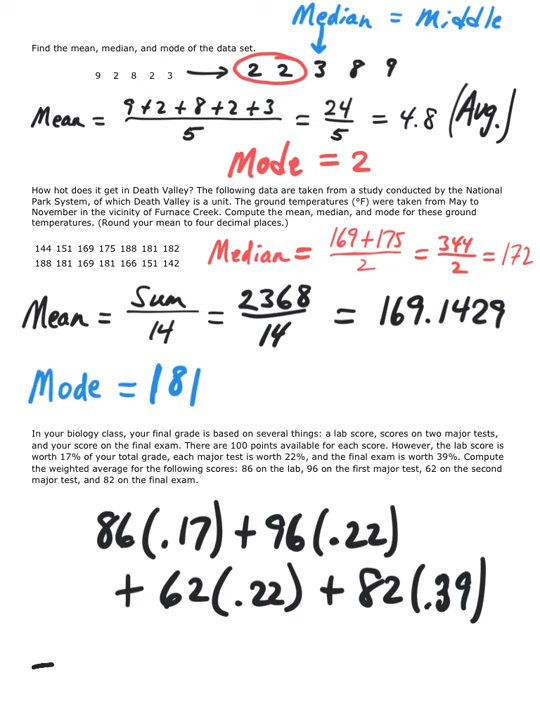 Median = Middle
Find the mean, median, and mode of the data set.
9 2 8 2 3 → 2 2 3 8 9
Mean = 9+2+8+2+3 / 5 = 24 / 5 = 4.8 (Avg.)
Mode = 2
How hot does it get in Death Valley? The following data are taken from a study conducted by the National
Park System, of which Death Valley is a unit. The ground temperatures (°F) were taken from May to
November in the vicinity of Furnace Creek. Compute the mean, median, and mode for these ground
temperatures. (Round your mean to four decimal places.)
144 151 169 175 188 181 182
188 181 169 181 166 151 142
Median = 169+175 / 2 = 344 / 2 = 172
Mean = Sum / 14 = 2368 / 14 = 169.1429
Mode = 181
In your biology class, your final grade is based on several things: a lab score, scores on two major tests,
and your score on the final exam. There are 100 points available for each score. However, the lab score is
worth 17% of your total grade, each major test is worth 22%, and the final exam is worth 39%. Compute
the weighted average for the following scores: 86 on the lab, 96 on the first major test, 62 on the second
major test, and 82 on the final exam.
86(.17)+96(.22)
+ 62(.22) + 82(.39)